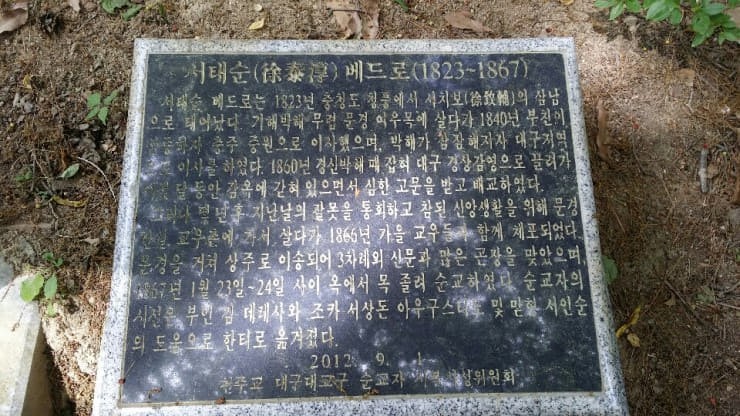 서태순(徐泰淳) 베드로(1823~1867)
서태순 베드로는 1823년 충청도 청풍에서 서치보(徐致輔)의 삼남
으로 태어났다. 기해박해 무렵 문경 여우목에 살다가 1840년 부친이
충주 중원으로 이사했으며, 박해가 잠잠해지자 대구지역
으로 이사를 하였다. 1860년 경신박해 때 잡혀 대구 경상감영으로 끌려가
달 동안 감옥에 갇혀 있으면서 심한 고문을 받고 배교하였다.
그러나 몇 년 후 지난날의 잘못을 통회하고 참된 신앙생활을 위해 문경
한실 교우촌에 가서 살다가 1866년 가을 교우들과 함께 체포되었다.
문경을 거쳐 상주로 이송되어 3차례의 신문과 많은 곤장을 맞았으며,
1867년 1월 23일~24일 사이 옥에서 목 졸려 순교하였다. 순교자의
시신은 부인 김 데레사와 조카 서상돈 아우구스티노 및 맏형 서인순
의 도움으로 한티로 옮겨졌다.
2012. 9. 1
천주교 대구대교구 순교자 위원회